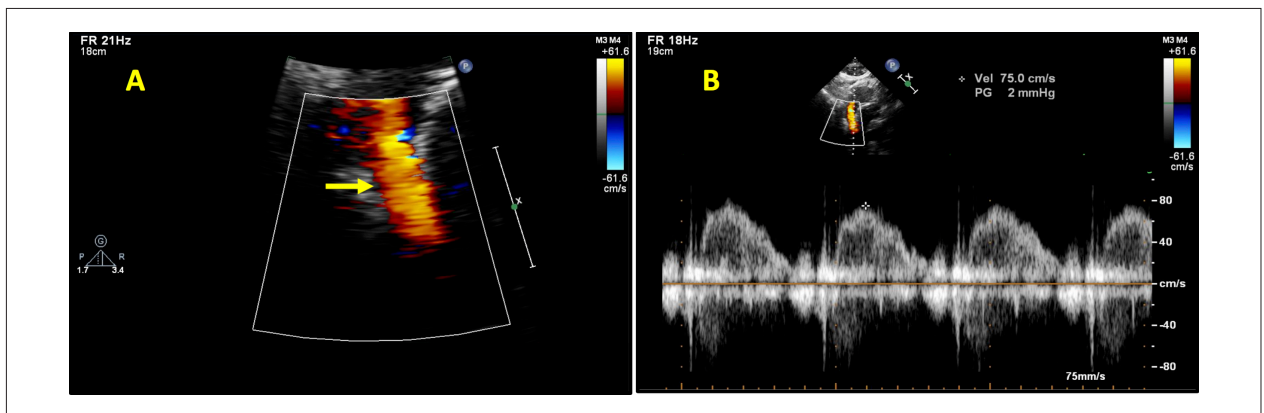 FR 21Hz
18cm
A
P
M3 M4
+61.6
-61.6
cm/s
x
G
P R
1.7 3.4
FR 18Hz
19cm
B
P
x
Vel 75.0 cm/s
PG 2 mmHg
M3 M4
+61.6
-61.6
cm/s
80
40
cm/s
-40
-80
75mm/s